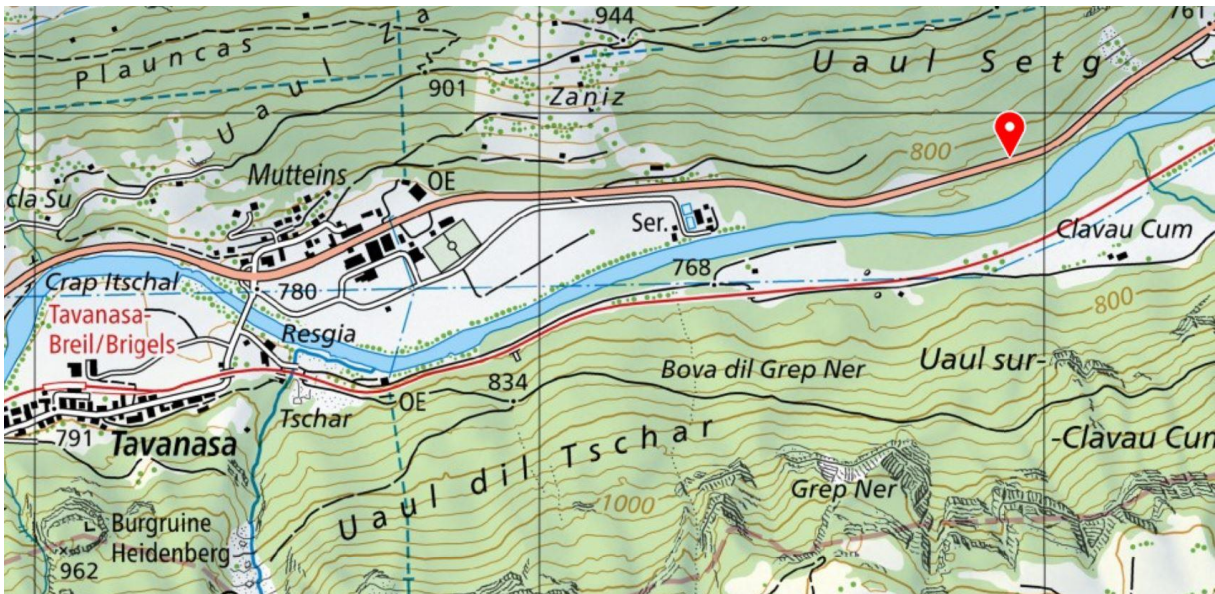 944
761
Plauncas
Za
Uaul
901
Zaniz
Uaul Setg
800
Mutteins
OE
cla Su
Ser.
Clavau Cum
768
Crap Itschal
780
800
Tavanasa-
Breil/Brigels
Resgia
Bova dil Grep Ner
Uaul sur-
834
OE
Tschar
791
Tavanasa
Uaul dil Tschar
-Clavau Cun
Grep Ner
1000
Burgruine
Heidenberg
962